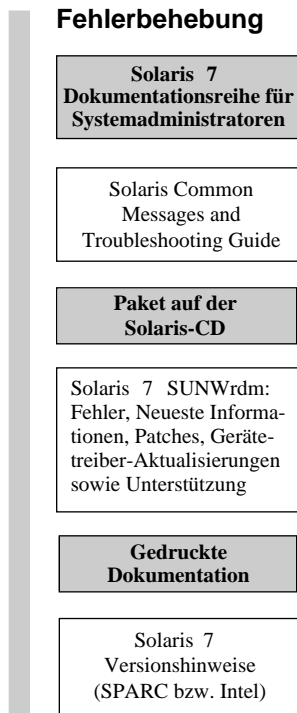 Fehlerbehebung
Solaris 7
Dokumentationsreihe für
Systemadministratoren
Solaris Common
Messages and
Troubleshooting Guide
Paket auf der
Solaris-CD
Solaris 7 SUNWrdm:
Fehler, Neueste Informa-
tionen, Patches, Geräte-
treiber-Aktualisierungen
sowie Unterstützung
Gedruckte
Dokumentation
Solaris 7
Versionshinweise
(SPARC bzw. Intel)